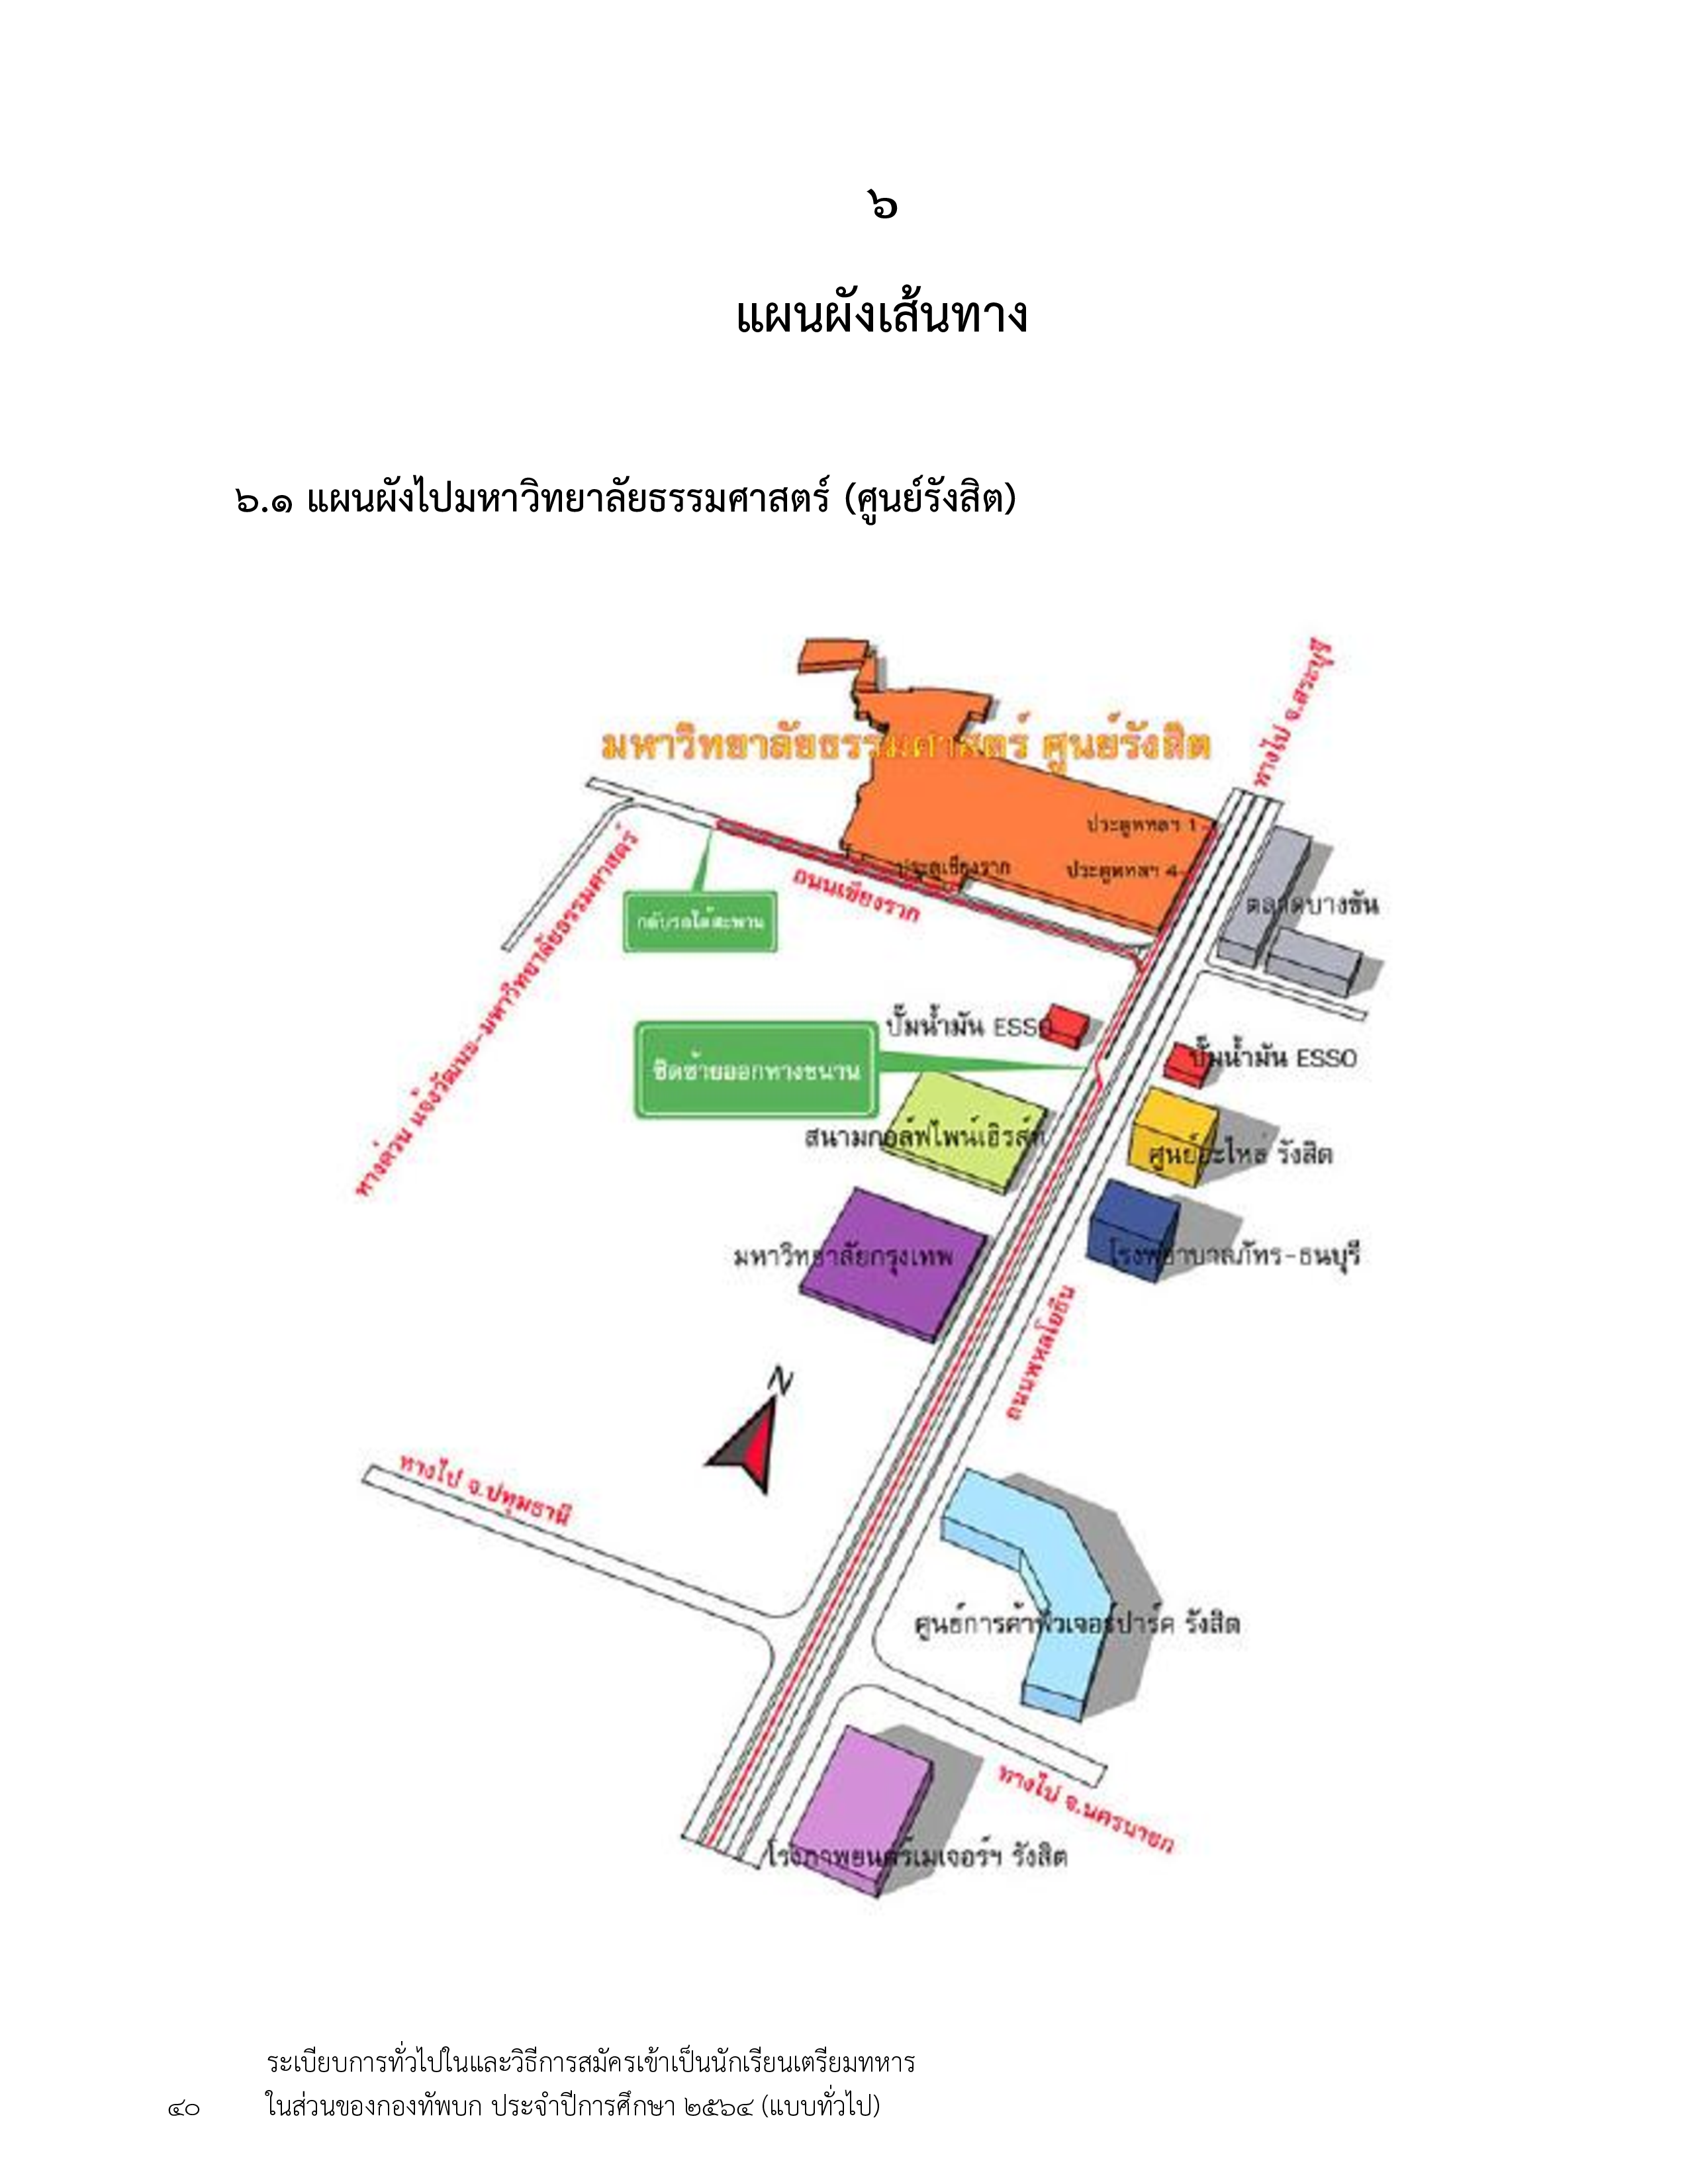 ๖
แผนผังเส้นทาง
๖.๑ แผนผังไปมหาวิทยาลัยธรรมศาสตร์ (ศูนย์รังสิต)
ทางไป จ.สระบุรี
มหาวิทยาลัยธรรมศาสตร์ ศูนย์รังสิต
ประตูพหลฯ 1
ประตูเชียงราก
ประตูพหลฯ 4
ถนนเชียงราก
ตลาดบางขัน
กลับรถใต้สะพาน
ทางด่วน แจ้งวัฒนะ-มหาวิทยาลัยธรรมศาสตร์
ปั๊มน้ำมัน ESSO
ปั๊มน้ำมัน ESSO
ชิดซ้ายออกทางขนาน
สนามกอล์ฟไพน์เฮิรสท
ศูนย์อะไหล่ รังสิต
มหาวิทยาลัยกรุงเทพ
โรงพยาบาลภัทร-ธนบุรี
ถนนพหลโยธิน
N
ทางไป จ.ปทุมธานี
ศูนย์การค้าฟิวเจอร์ปาร์ค รังสิต
ทางไป จ.นครนายก
โรงภาพยนตร์เมเจอร์ฯ รังสิต
ระเบียบการทั่วไปในและวิธีการสมัครเข้าเป็นนักเรียนเตรียมทหาร
๔๐ ในส่วนของกองทัพบก ประจำปีการศึกษา ๒๕๖๔ (แบบทั่วไป)